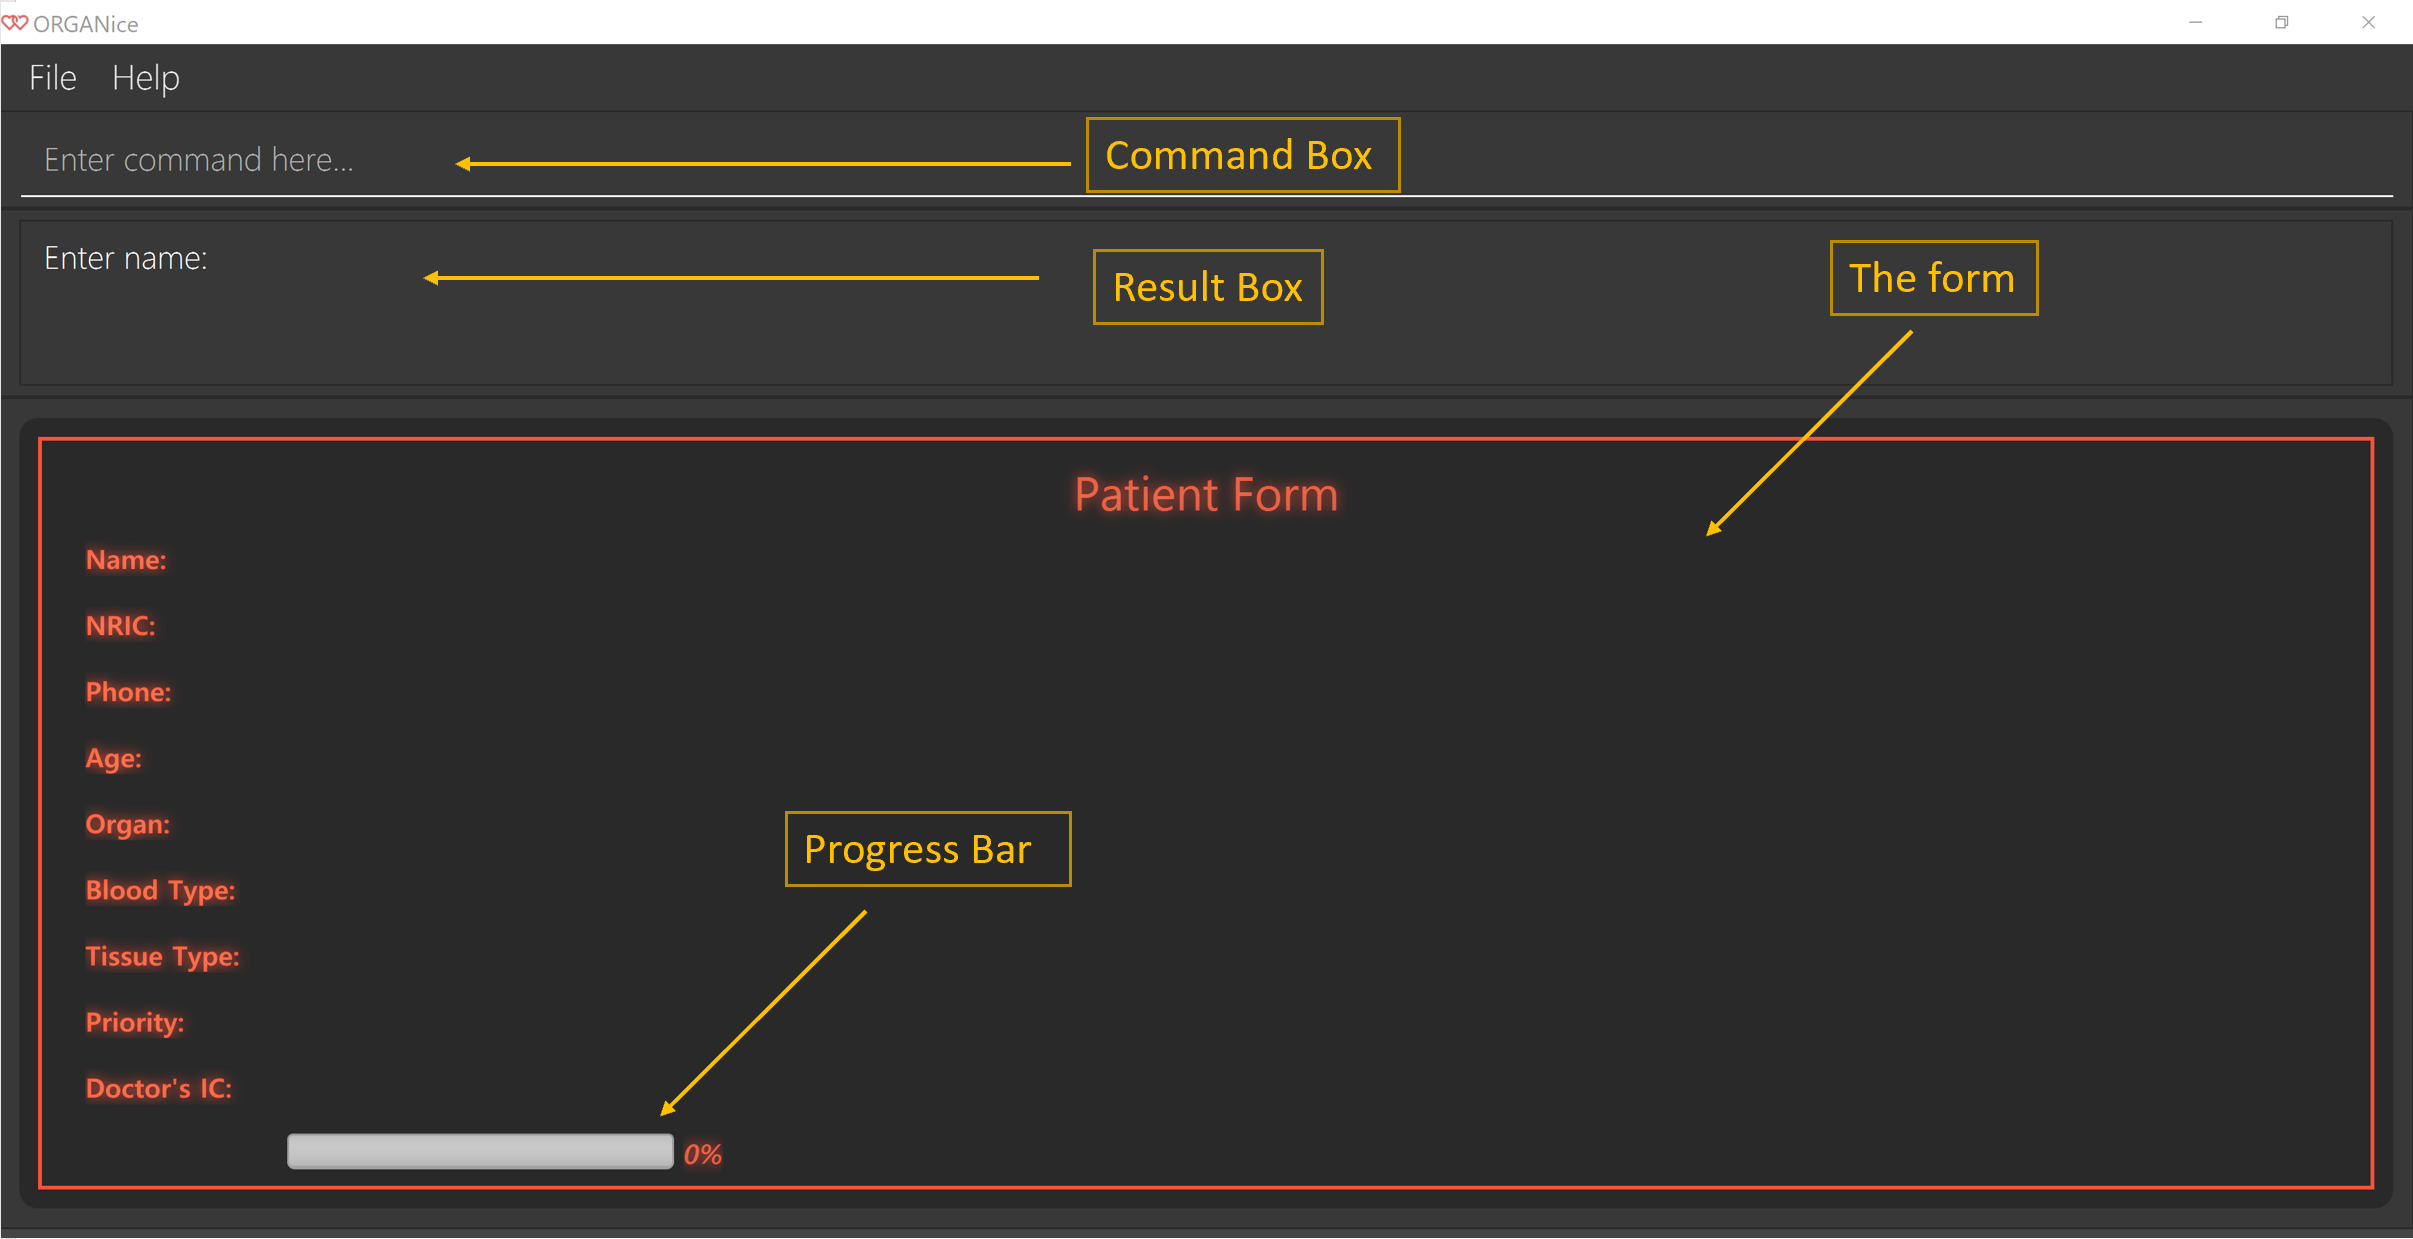 ORGANice
File Help
Enter command here...
Command Box
Enter name:
Result Box
The form
Patient Form
Name:
NRIC:
Phone:
Age:
Organ:
Progress Bar
Blood Type:
Tissue Type:
Priority:
Doctor's IC:
0%